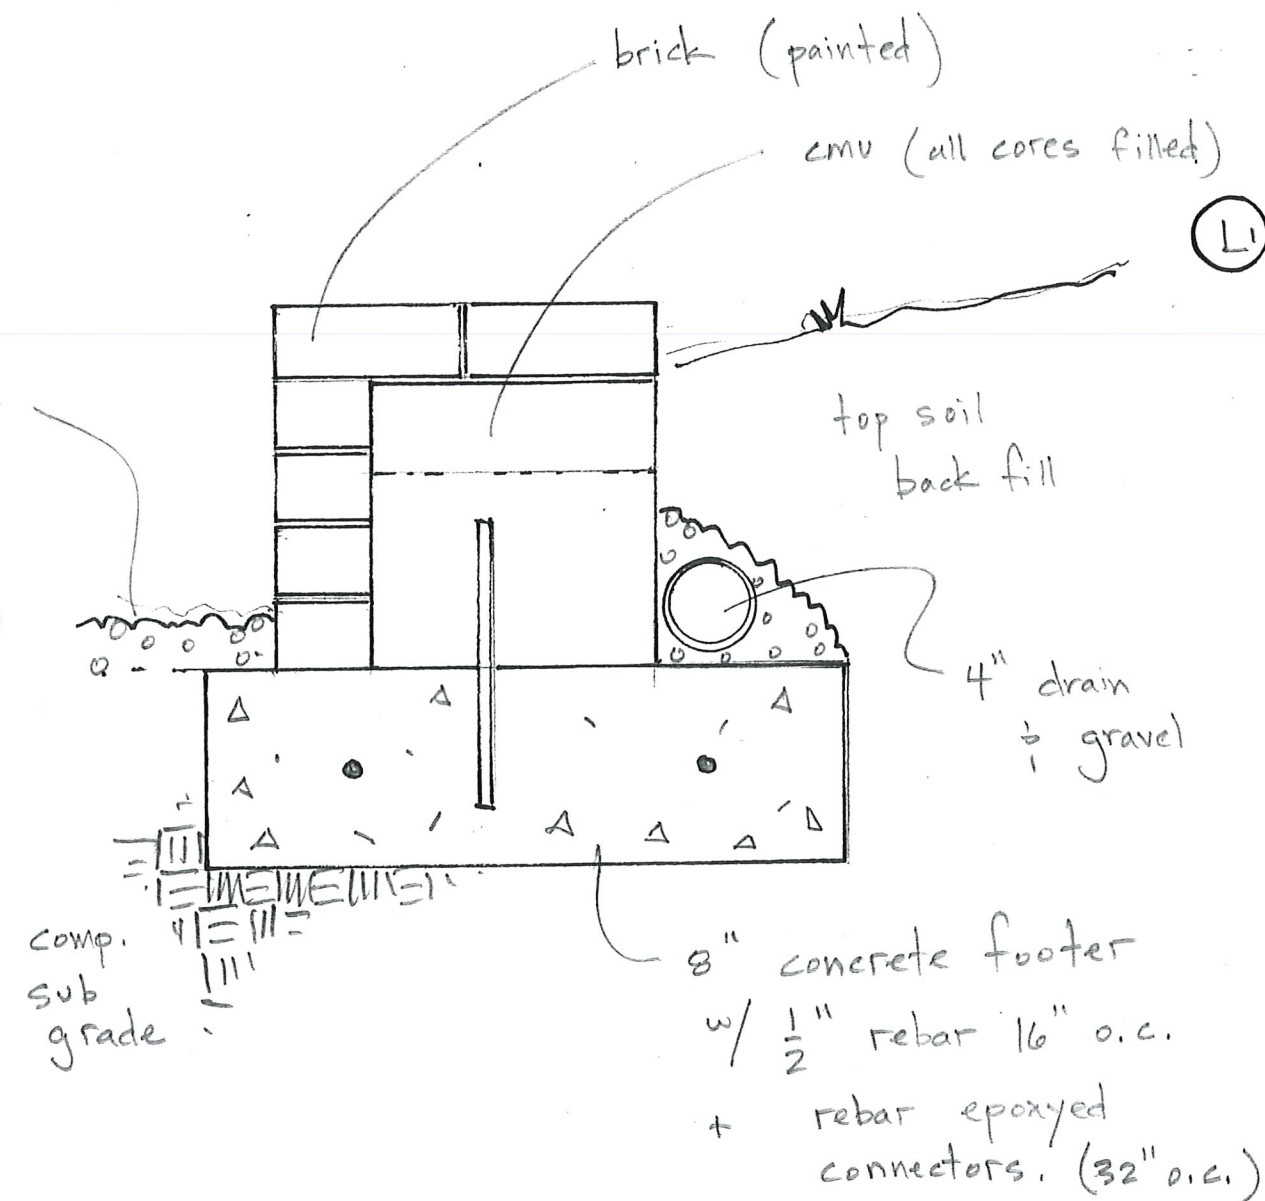 brick (painted)
cmu (all cores filled)
L1
top soil
back fill
4" drain
& gravel
comp.
sub
grade
8" concrete footer
w/ 1/2" rebar 16" o.c.
+ rebar epoxyed
connectors. (32" o.c.)